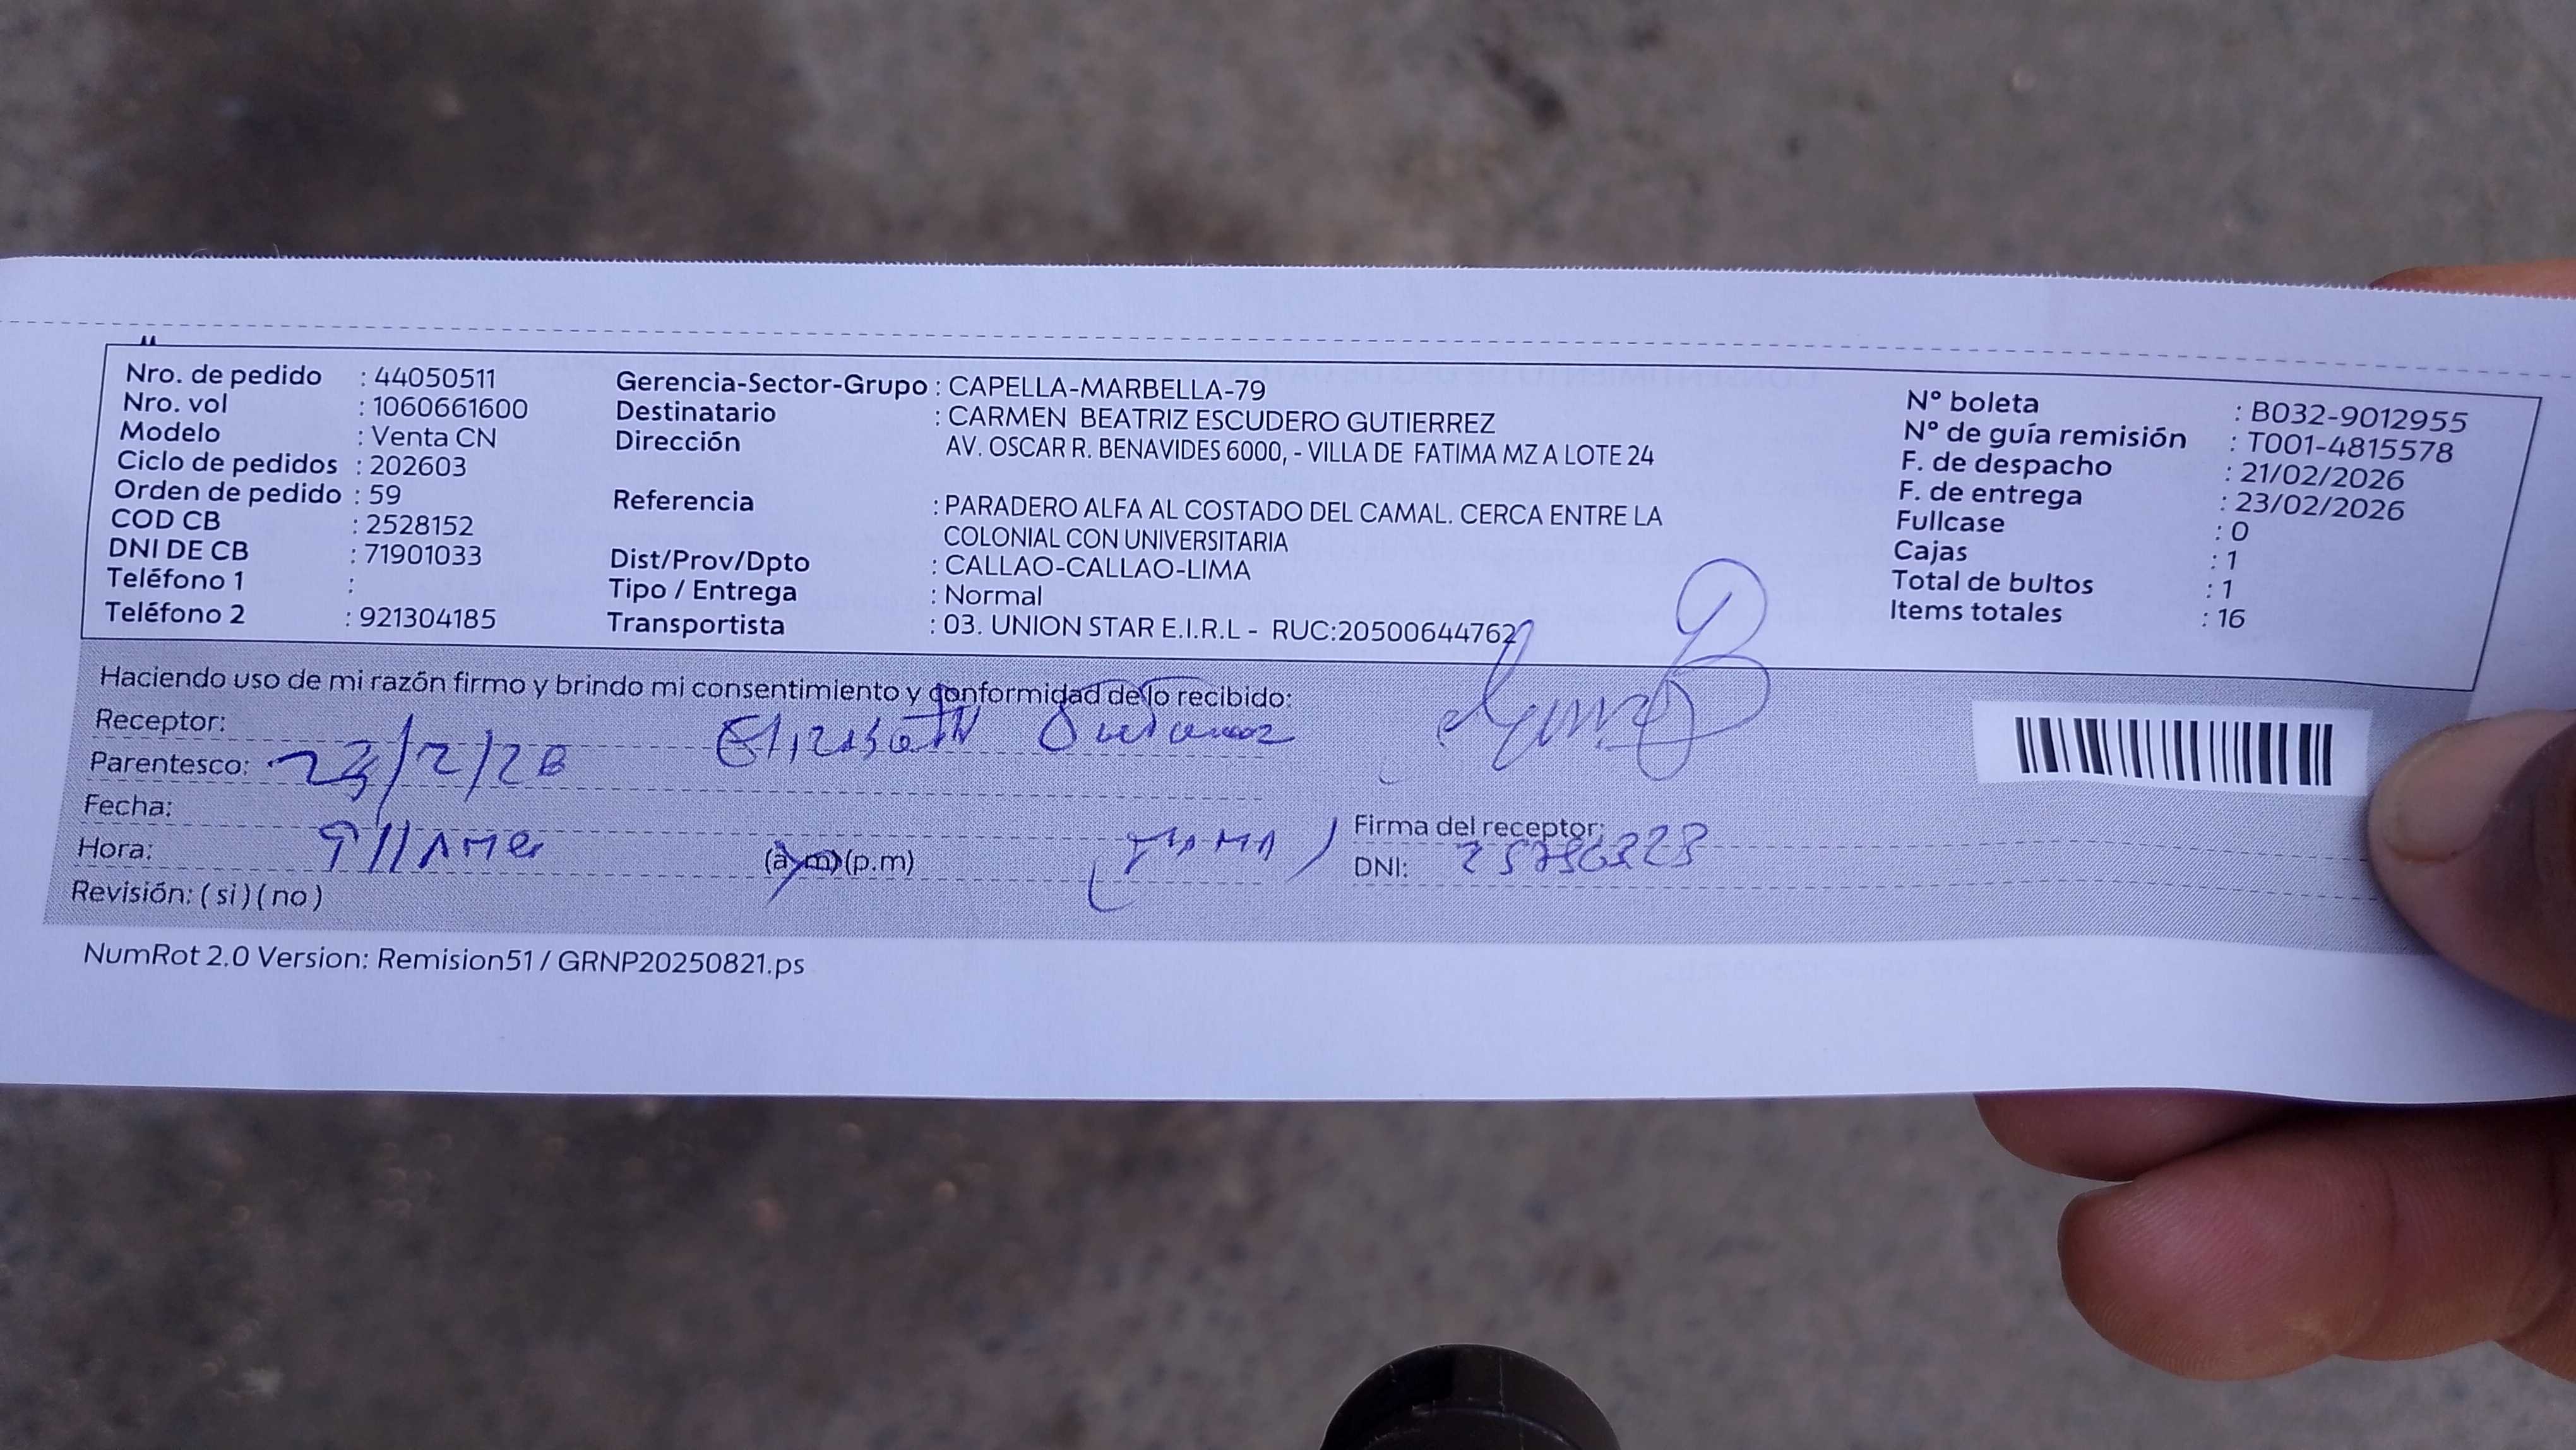 Nro. de pedido : 44050511
Nro. vol : 1060661600
Modelo : Venta CN
Ciclo de pedidos : 202603
Orden de pedido : 59
COD CB : 2528152
DNI DE CB : 71901033
Teléfono 1 :
Teléfono 2 : 921304185
Gerencia-Sector-Grupo : CAPELLA-MARBELLA-79
Destinatario : CARMEN BEATRIZ ESCUDERO GUTIERREZ
Dirección AV. OSCAR R. BENAVIDES 6000, - VILLA DE FATIMA MZ A LOTE 24
Referencia : PARADERO ALFA AL COSTADO DEL CAMAL. CERCA ENTRE LA
COLONIAL CON UNIVERSITARIA
Dist/Prov/Dpto : CALLAO-CALLAO-LIMA
Tipo / Entrega : Normal
Transportista : 03. UNION STAR E.I.R.L - RUC:20500644762
N° boleta : B032-9012955
N° de guía remisión : T001-4815578
F. de despacho : 21/02/2026
F. de entrega : 23/02/2026
Fullcase : 0
Cajas : 1
Total de bultos : 1
Items totales : 16
Haciendo uso de mi razón firmo y brindo mi consentimiento y conformidad de lo recibido:
Receptor:
Parentesco:
Fecha:
Hora: (a.m)(p.m)
Revisión: ( si ) ( no )
Firma del receptor:
DNI:
NumRot 2.0 Version: Remision51 / GRNP20250821.ps